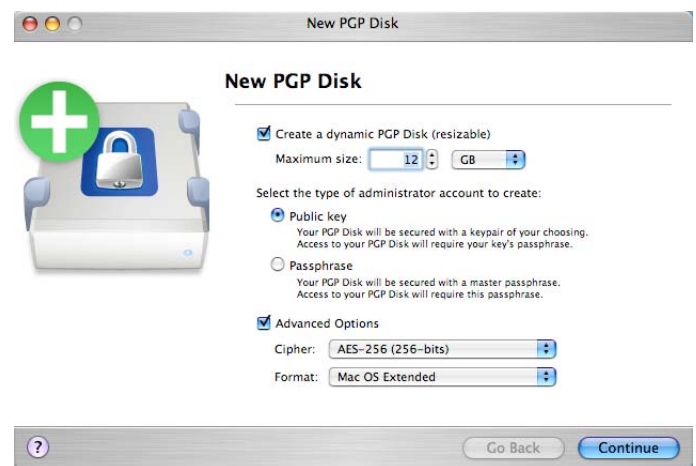 New PGP Disk
New PGP Disk
Create a dynamic PGP Disk (resizable)
Maximum size: 12 GB
Select the type of administrator account to create:
Public key
Your PGP Disk will be secured with a keypair of your choosing.
Access to your PGP Disk will require your key's passphrase.
Passphrase
Your PGP Disk will be secured with a master passphrase.
Access to your PGP Disk will require this passphrase.
Advanced Options
Cipher: AES-256 (256-bits)
Format: Mac OS Extended
? Go Back Continue